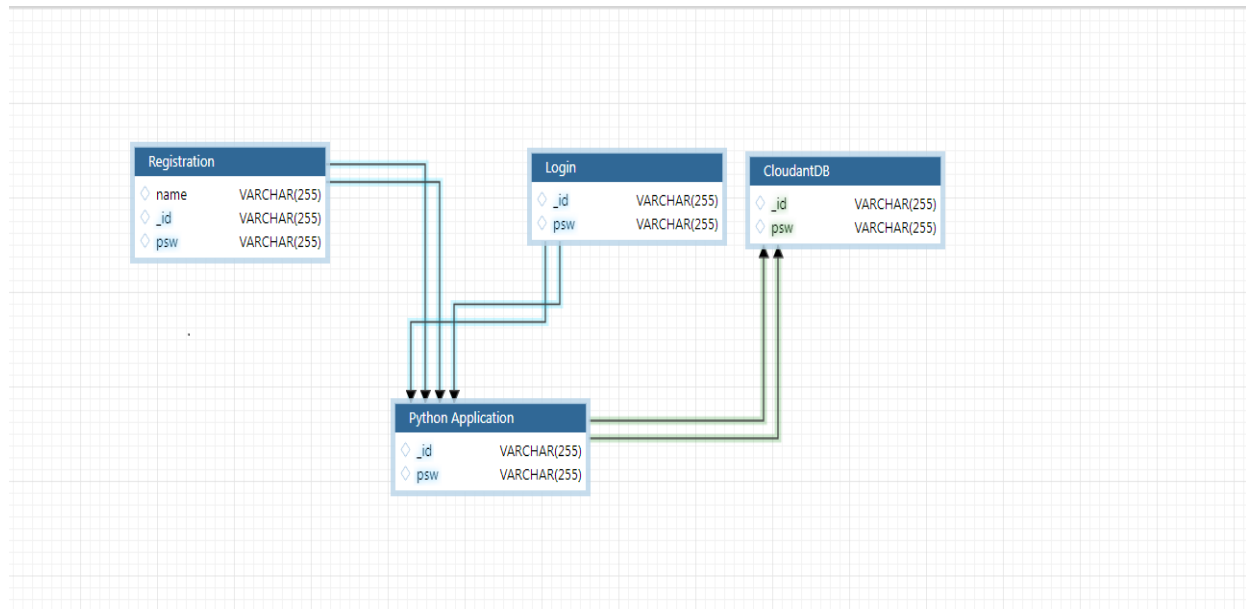 Registration
name VARCHAR(255)
_id VARCHAR(255)
psw VARCHAR(255)
Login
_id VARCHAR(255)
psw VARCHAR(255)
CloudantDB
_id VARCHAR(255)
psw VARCHAR(255)
Python Application
_id VARCHAR(255)
psw VARCHAR(255)